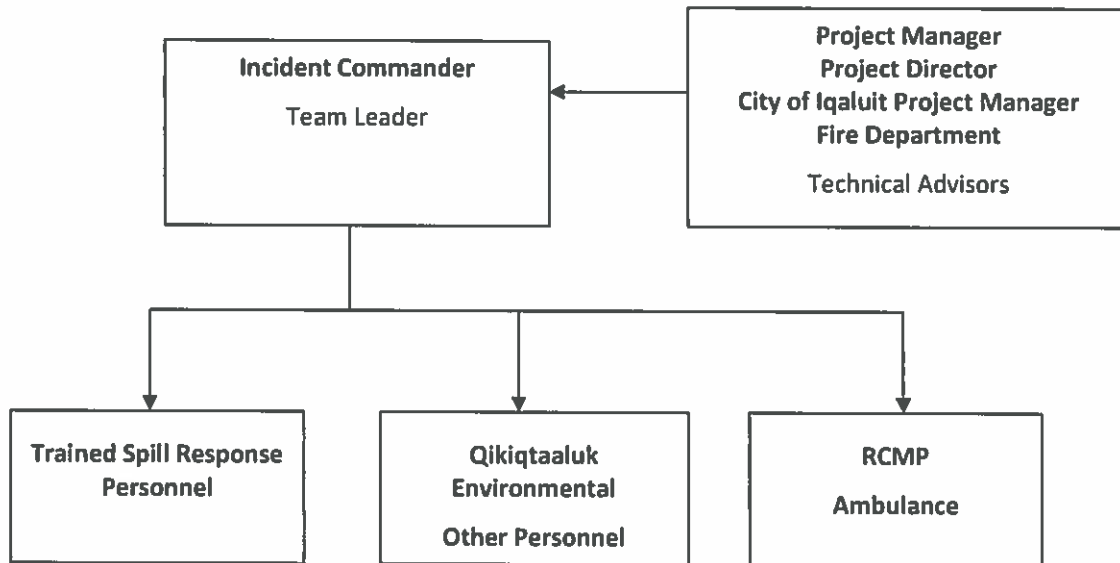 Incident Commander
Team Leader
Project Manager
Project Director
City of Iqaluit Project Manager
Fire Department
Technical Advisors
Trained Spill Response
Personnel
Qikiqtaaluk
Environmental
Other Personnel
RCMP
Ambulance